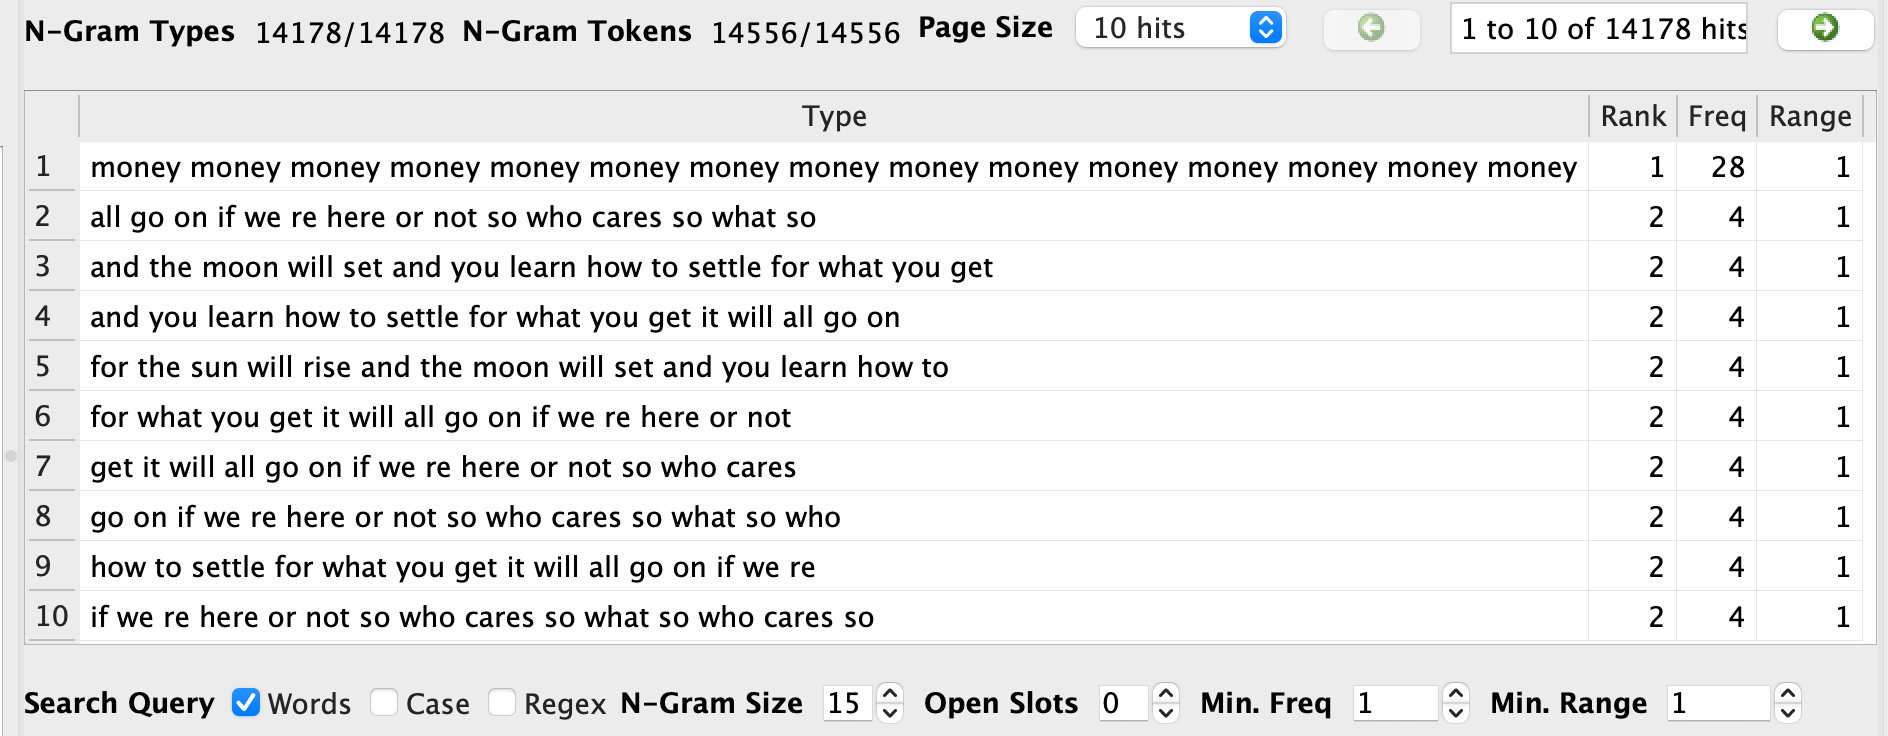 N-Gram Types 14178/14178 N-Gram Tokens 14556/14556 Page Size 10 hits 1 to 10 of 14178 hits
Type Rank Freq Range
1 money money money money money money money money money money money money money money money 1 28 1
2 all go on if we re here or not so who cares so what so 2 4 1
3 and the moon will set and you learn how to settle for what you get 2 4 1
4 and you learn how to settle for what you get it will all go on 2 4 1
5 for the sun will rise and the moon will set and you learn how to 2 4 1
6 for what you get it will all go on if we re here or not 2 4 1
7 get it will all go on if we re here or not so who cares 2 4 1
8 go on if we re here or not so who cares so what so who 2 4 1
9 how to settle for what you get it will all go on if we re 2 4 1
10 if we re here or not so who cares so what so who cares so 2 4 1
Search Query Words Case Regex N-Gram Size 15 Open Slots 0 Min. Freq 1 Min. Range 1